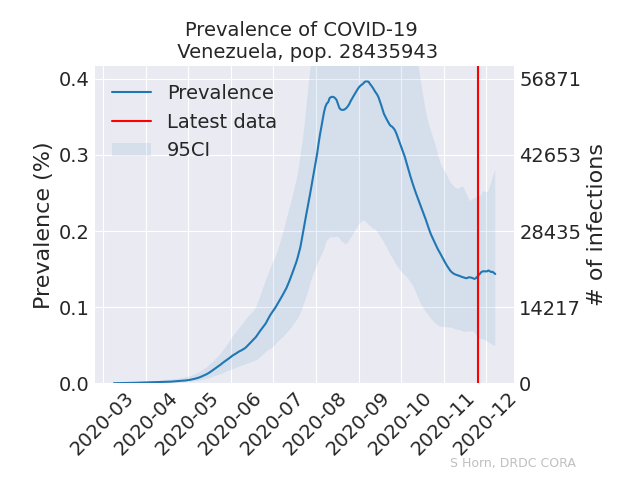 Prevalence of COVID-19
Venezuela, pop. 28435943
Prevalence
Latest data
95CI
Prevalence (%)
0.4
0.3
0.2
0.1
0.0
56871
42653
28435
14217
0
# of infections
2020-03
2020-04
2020-05
2020-06
2020-07
2020-08
2020-09
2020-10
2020-11
2020-12
S Horn, DRDC CORA